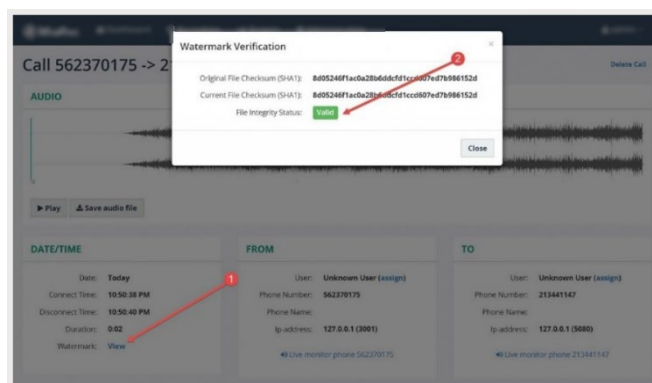 Watermark Verification
×
2
Original File Checksum (SHA1): 8d05246f1ac0a28b6ddcfd1ccd607ed7b986152d
Current File Checksum (SHA1): 8d05246f1ac0a28b6ddcfd1ccd607ed7b986152d
File Integrity Status: Valid
Close
Call 562370175 -> 2
Delete Call
AUDIO
Play Save audio file
DATE/TIME
Date: Today
Connect Time: 10:50:38 PM
Disconnect Time: 10:50:40 PM
Duration: 0:02
Watermark: View
1
FROM
User: Unknown User (assign)
Phone Number: 562370175
Phone Name:
Ip-address: 127.0.0.1 (3001)
Live monitor phone 562370175
TO
User: Unknown User (assign)
Phone Number: 213441147
Phone Name:
Ip-address: 127.0.0.1 (5080)
Live monitor phone 213441147